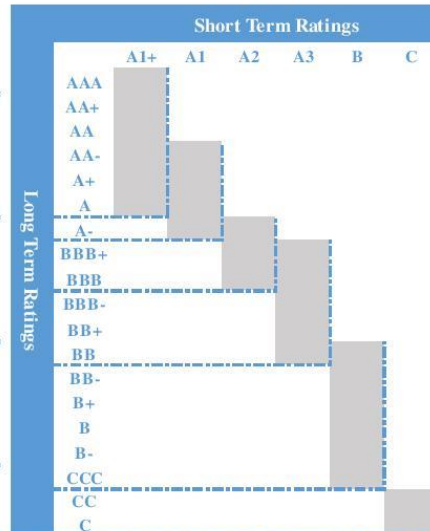 Short Term Ratings
A1+ A1 A2 A3 B C
Long Term Ratings
AAA
AA+
AA
AA-
A+
A
A-
BBB+
BBB
BBB-
BB+
BB
BB-
B+
B
B-
CCC
CC
C